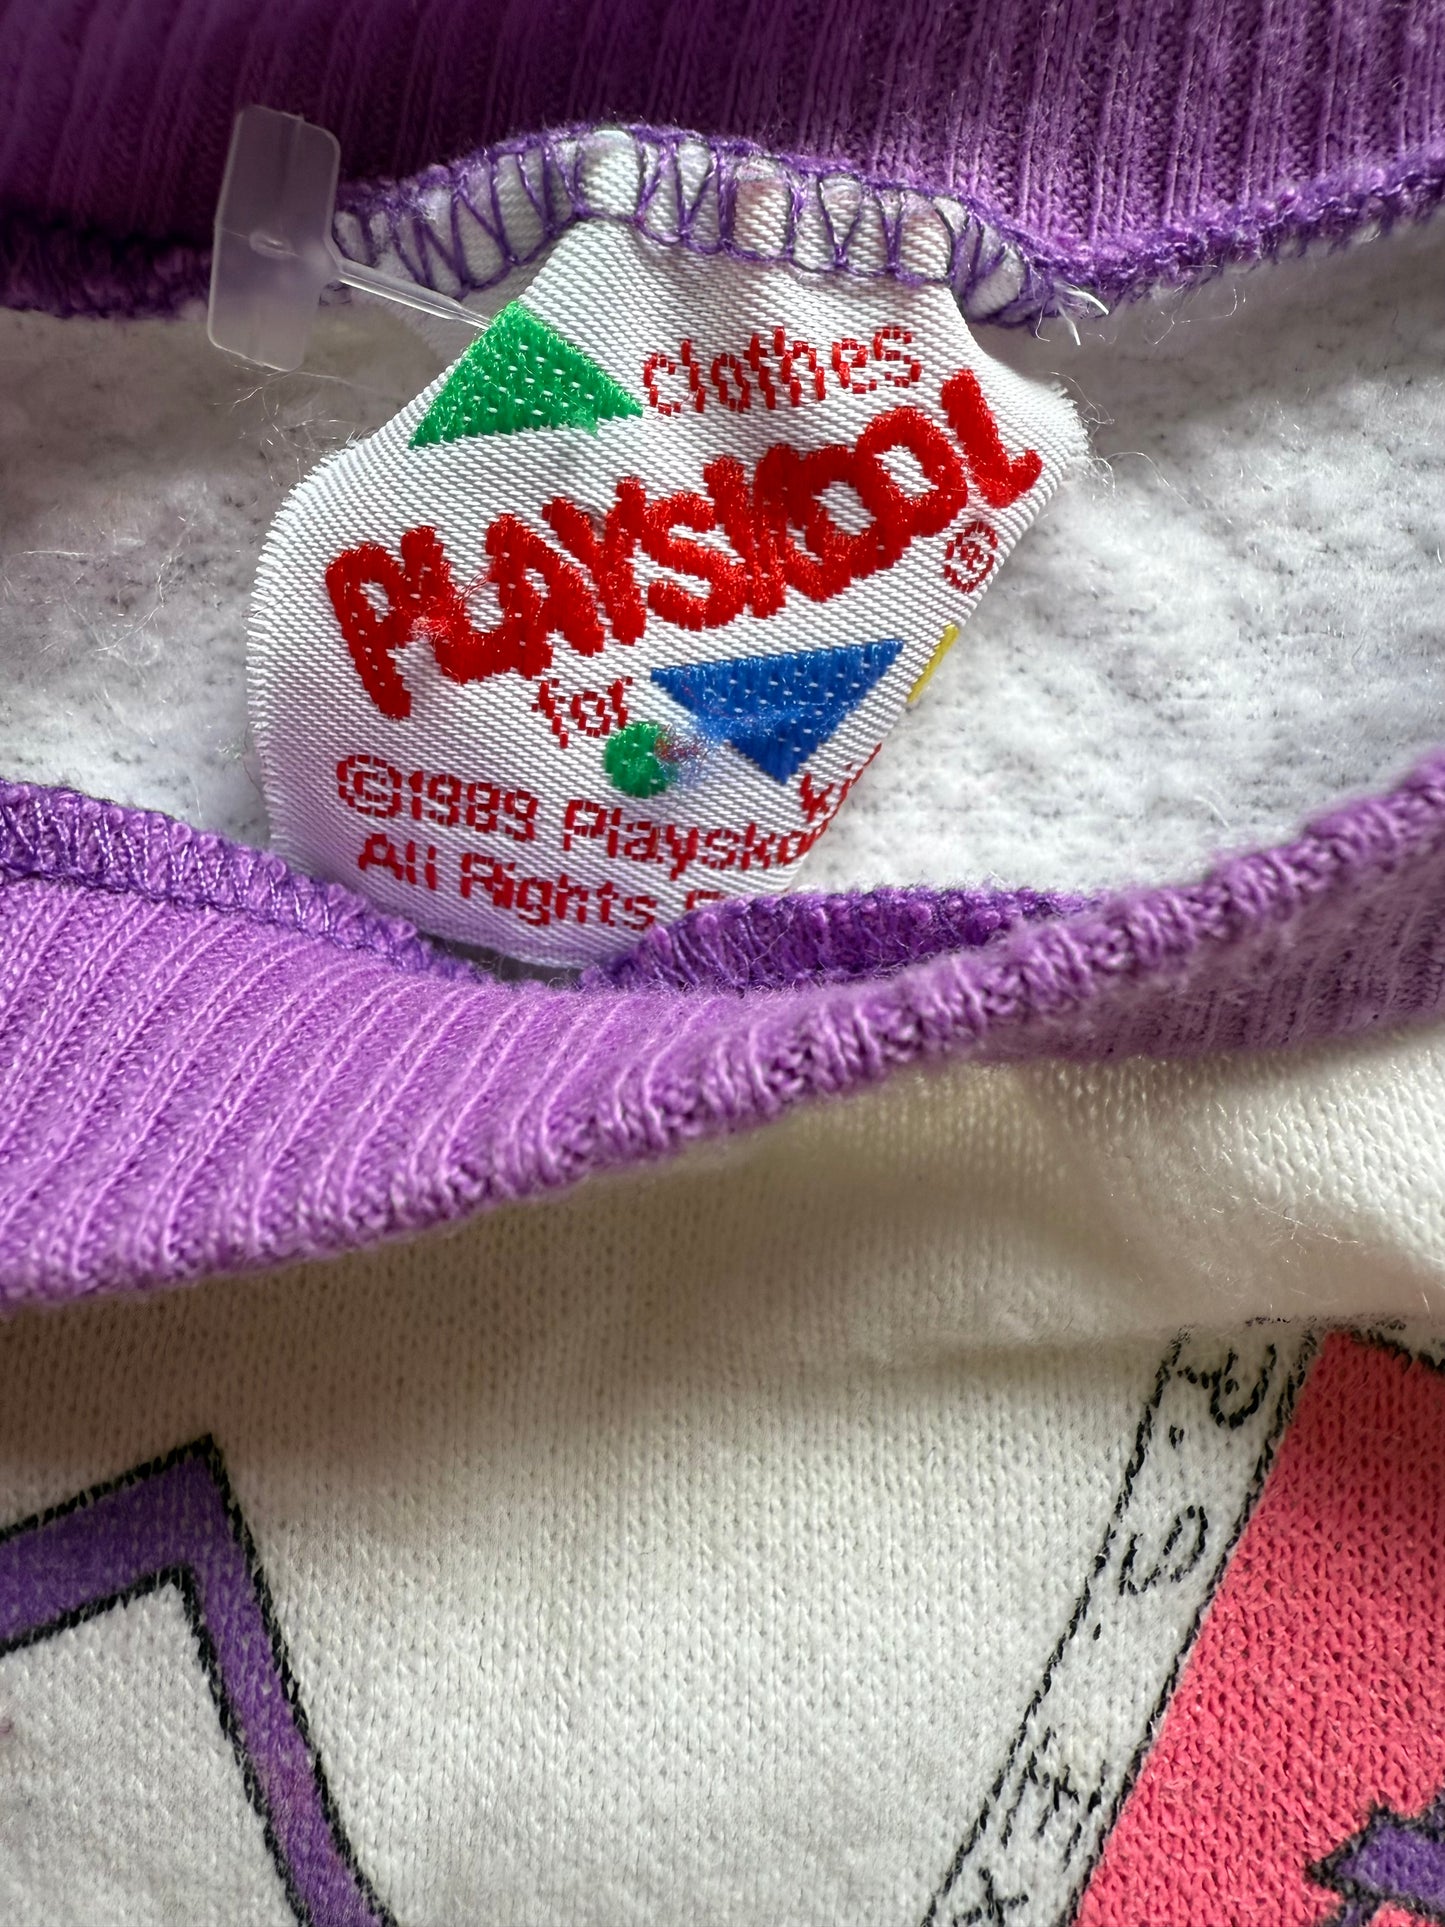 clothes
PLAYSKOOL
®
for
©1989 Playsko
All Rights